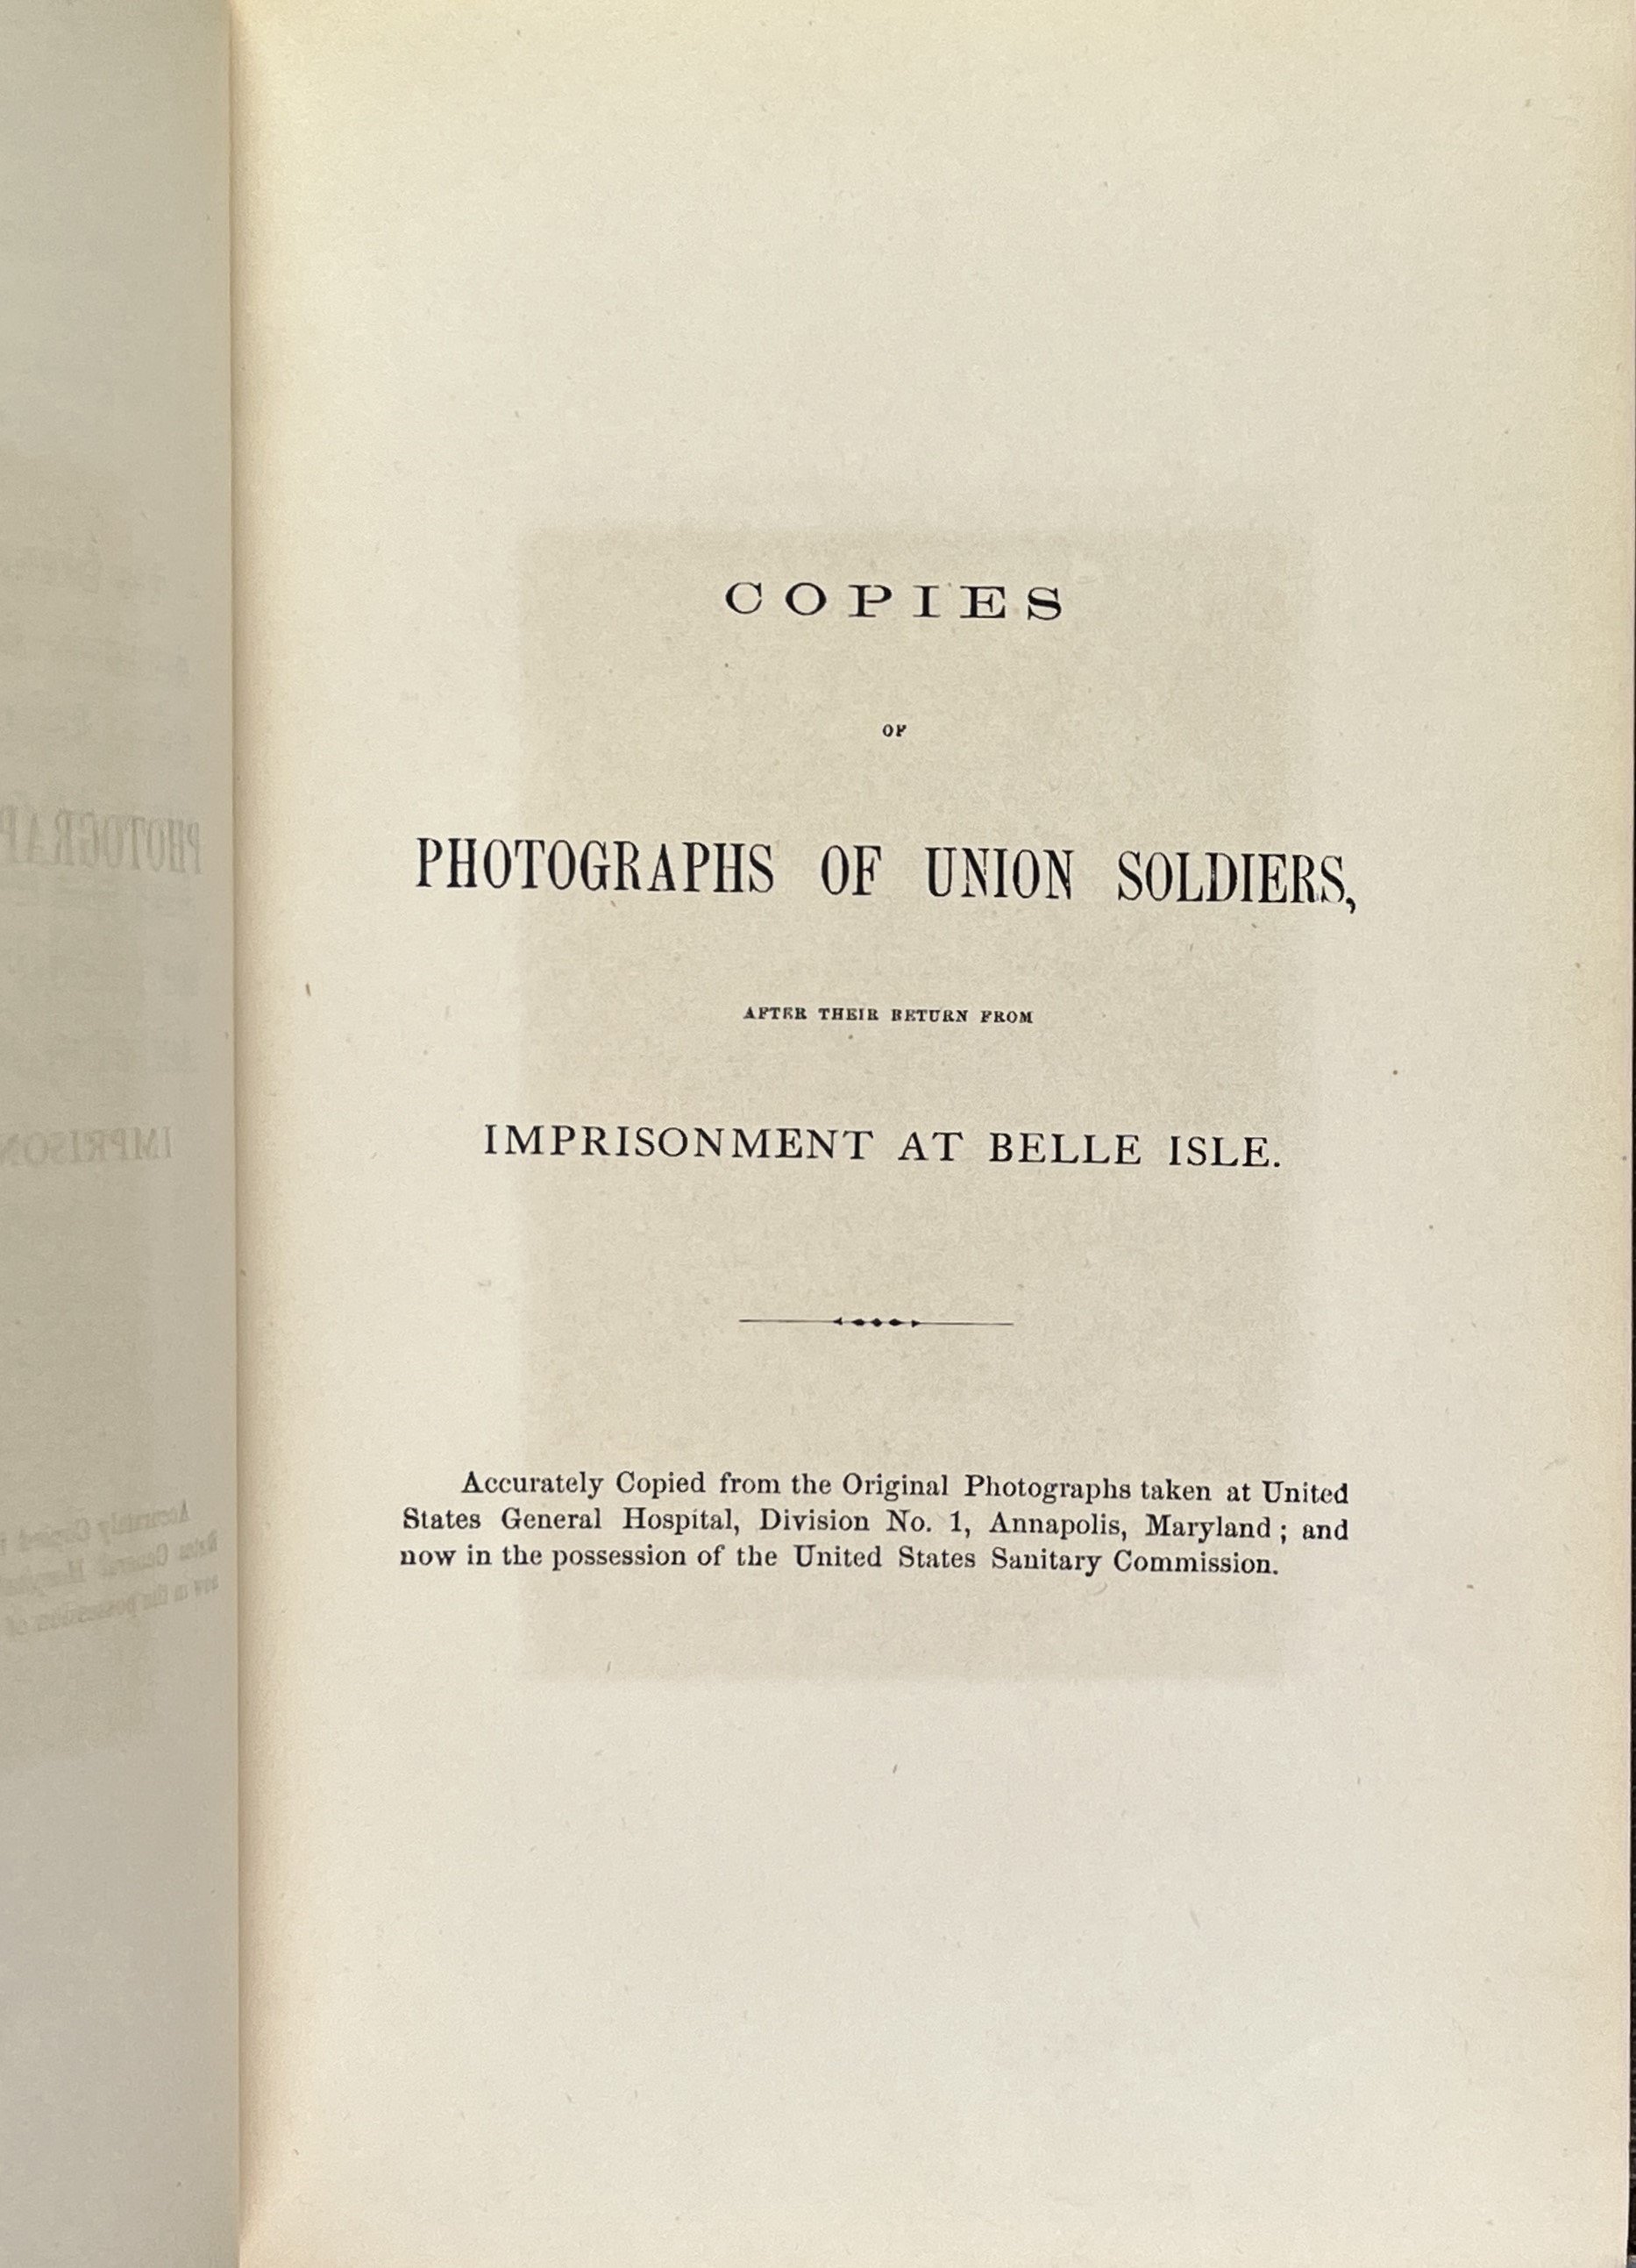 COPIES
OF
PHOTOGRAPHS OF UNION SOLDIERS,
AFTER THEIR RETURN FROM
IMPRISONMENT AT BELLE ISLE.
Accurately Copied from the Original Photographs taken at United
States General Hospital, Division No. 1, Annapolis, Maryland; and
now in the possession of the United States Sanitary Commission.